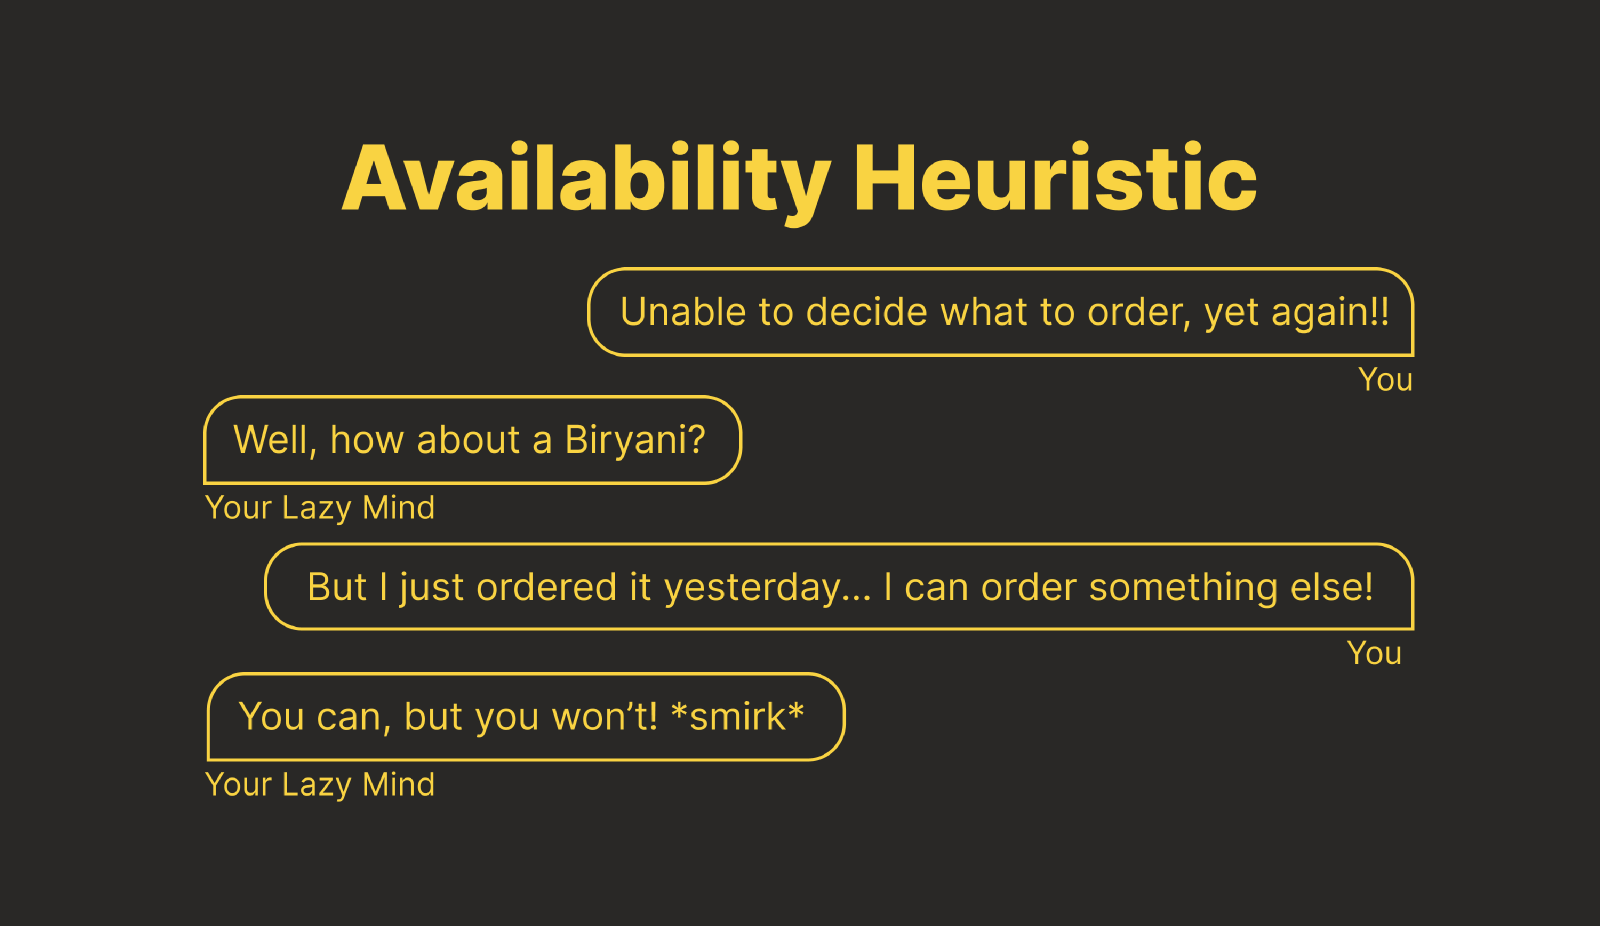 Availability Heuristic
Unable to decide what to order, yet again!!
You
Well, how about a Biryani?
Your Lazy Mind
But I just ordered it yesterday... I can order something else!
You
You can, but you won’t! *smirk*
Your Lazy Mind